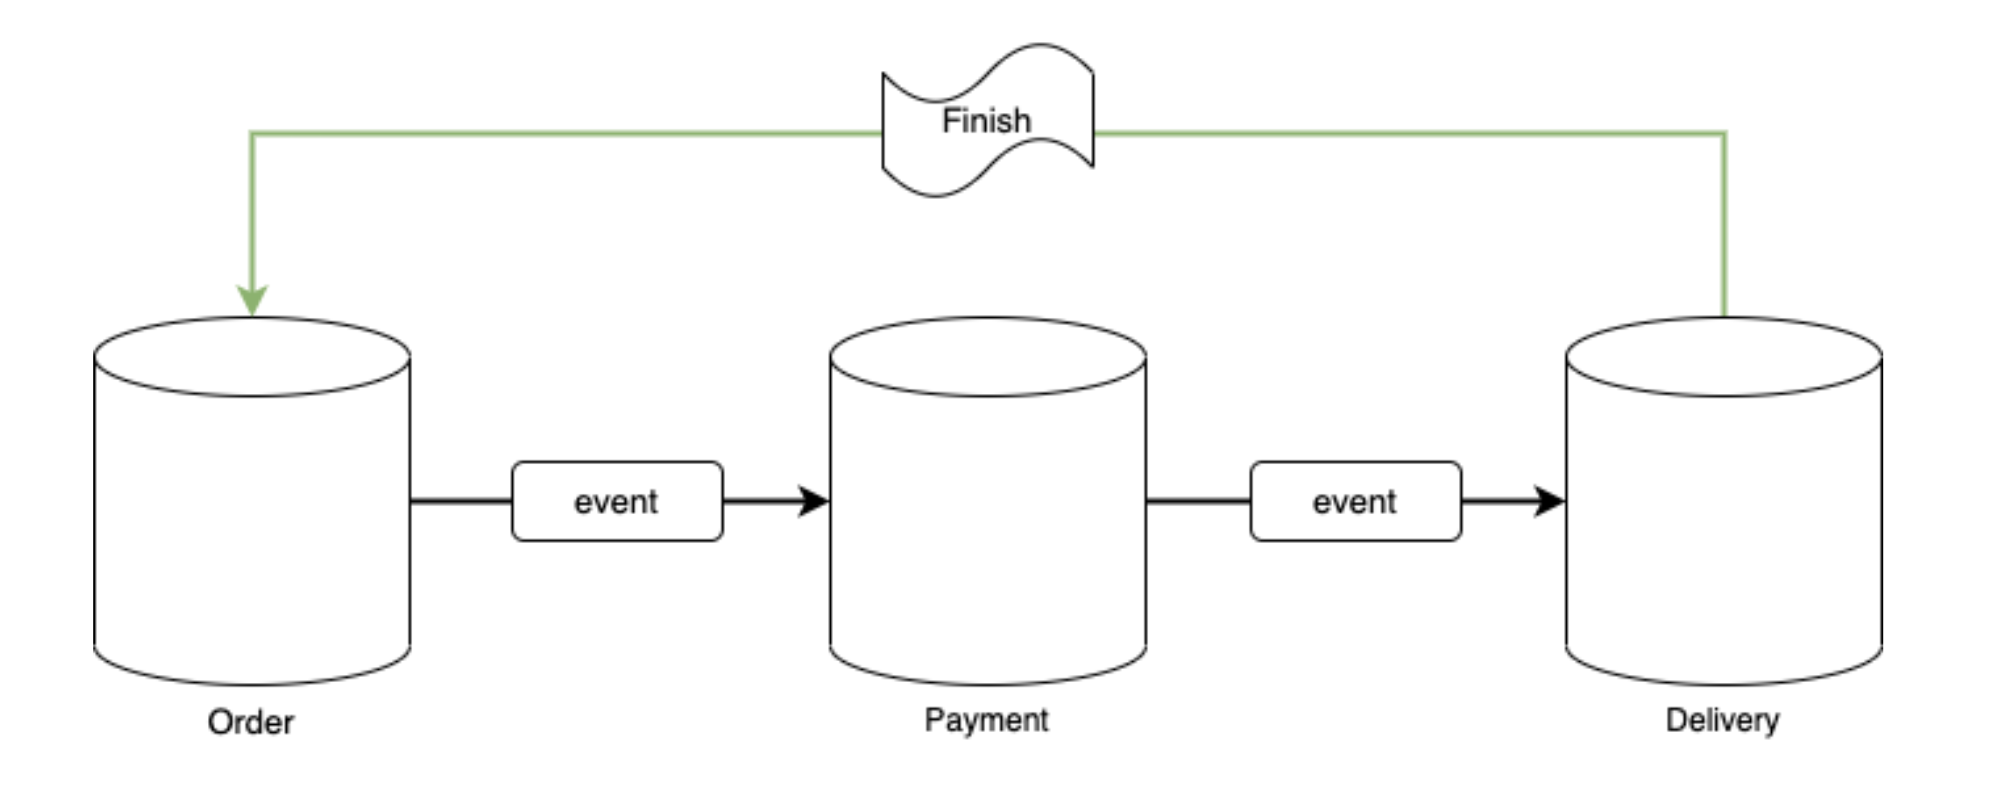 Finish
event
event
Order
Payment
Delivery